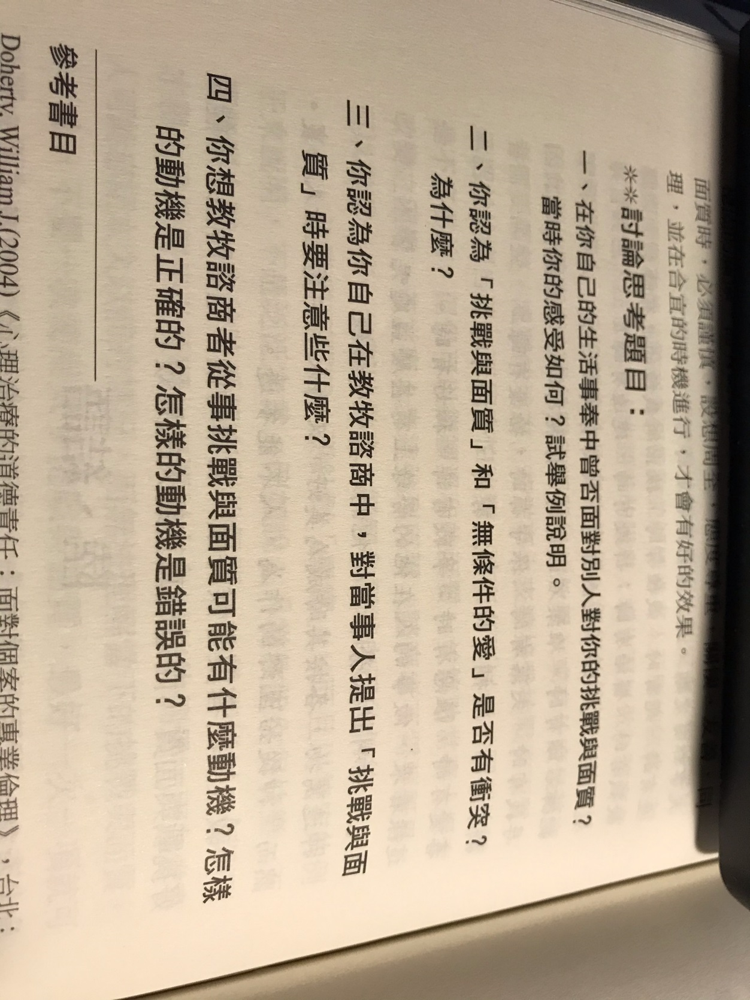 面質時，必須謹慎，設想周全，態度
理，並在合宜的時機進行，才會有好的效果。
※※討論思考題目：
一、在你自己的生活事奉中曾否面對別人對你的挑戰與面質？
當時你的感受如何？試舉例說明。
二、你認為「挑戰與面質」和「無條件的愛」是否有衝突？
為什麼？
三、你認為你自己在教牧諮商中，對當事人提出「挑戰與面
質」時要注意些什麼？
四、你想教牧諮商者從事挑戰與面質可能有什麼動機？怎樣
的動機是正確的？怎樣的動機是錯誤的？
參考書目
Doherty, William J.(2004)《心理治療的道德責任：面對個案的專業倫理》，台北：